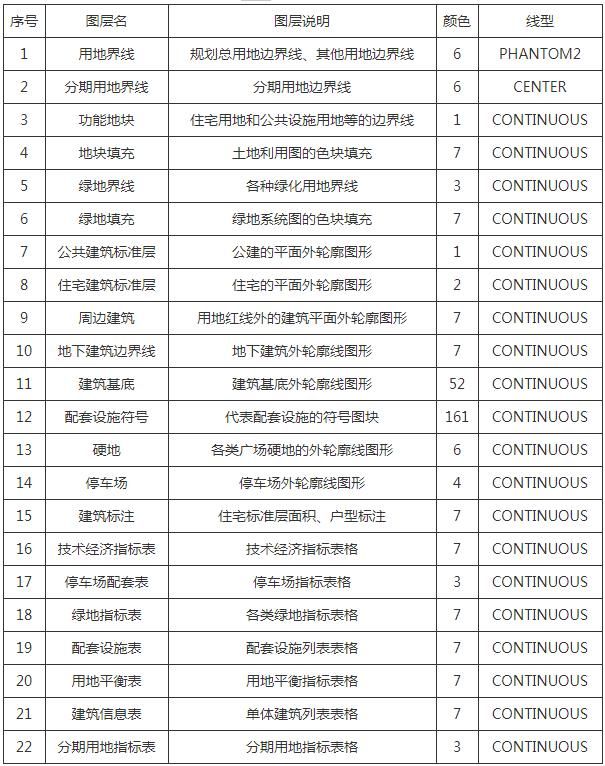 序号 图层名 图层说明 颜色 线型
1 用地界线 规划总用地边界线、其他用地边界线 6 PHANTOM2
2 分期用地界线 分期用地边界线 6 CENTER
3 功能地块 住宅用地和公共设施用地等的边界线 1 CONTINUOUS
4 地块填充 土地利用图的色块填充 7 CONTINUOUS
5 绿地界线 各种绿化用地界线 3 CONTINUOUS
6 绿地填充 绿地系统图的色块填充 7 CONTINUOUS
7 公共建筑标准层 公建的平面外轮廓图形 1 CONTINUOUS
8 住宅建筑标准层 住宅的平面外轮廓图形 2 CONTINUOUS
9 周边建筑 用地红线外的建筑平面外轮廓图形 7 CONTINUOUS
10 地下建筑边界线 地下建筑外轮廓线图形 7 CONTINUOUS
11 建筑基底 建筑基底外轮廓线图形 52 CONTINUOUS
12 配套设施符号 代表配套设施的符号图块 161 CONTINUOUS
13 硬地 各类广场硬地的外轮廓线图形 6 CONTINUOUS
14 停车场 停车场外轮廓线图形 4 CONTINUOUS
15 建筑标注 住宅标准层面积、户型标注 7 CONTINUOUS
16 技术经济指标表 技术经济指标表格 7 CONTINUOUS
17 停车场配套表 停车场指标表格 3 CONTINUOUS
18 绿地指标表 各类绿地指标表格 7 CONTINUOUS
19 配套设施表 配套设施列表表格 7 CONTINUOUS
20 用地平衡表 用地平衡指标表格 7 CONTINUOUS
21 建筑信息表 单体建筑列表表格 7 CONTINUOUS
22 分期用地指标表 分期用地指标表格 3 CONTINUOUS